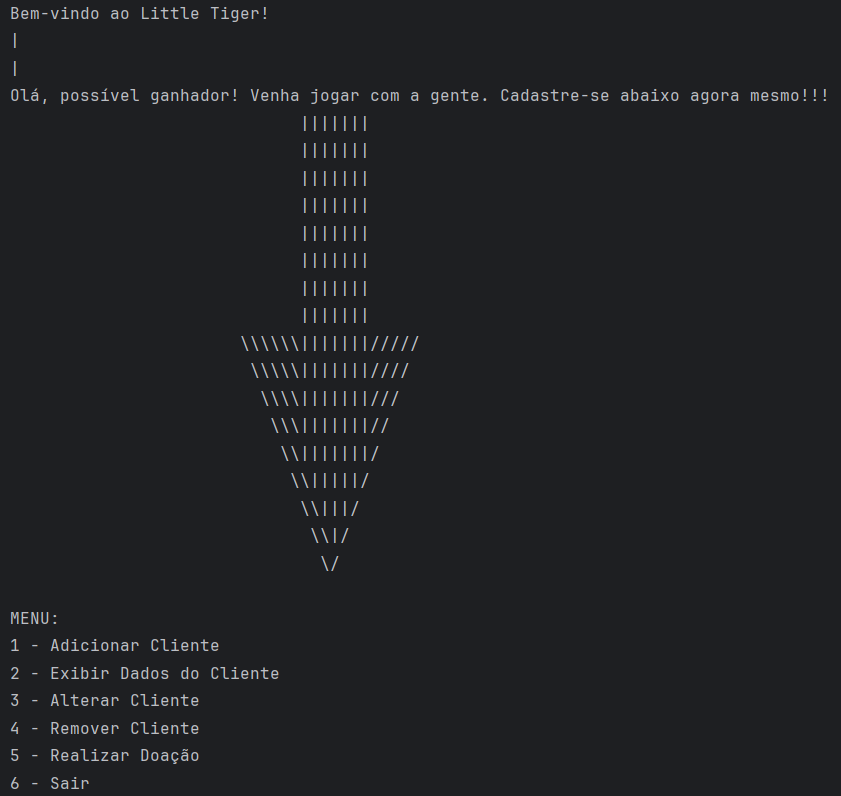 Bem-vindo ao Little Tiger!
|
|
Olá, possível ganhador! Venha jogar com a gente. Cadastre-se abaixo agora mesmo!!!
                             |||||||
                             |||||||
                             |||||||
                             |||||||
                             |||||||
                             |||||||
                             |||||||
                             |||||||
                       \\\\\\|||||||/////
                        \\\\\|||||||////
                         \\\\|||||||///
                          \\\|||||||//
                           \\|||||||/
                            \\|||||/
                             \\|||/
                              \\|/
                               \/

MENU:
1 - Adicionar Cliente
2 - Exibir Dados do Cliente
3 - Alterar Cliente
4 - Remover Cliente
5 - Realizar Doação
6 - Sair